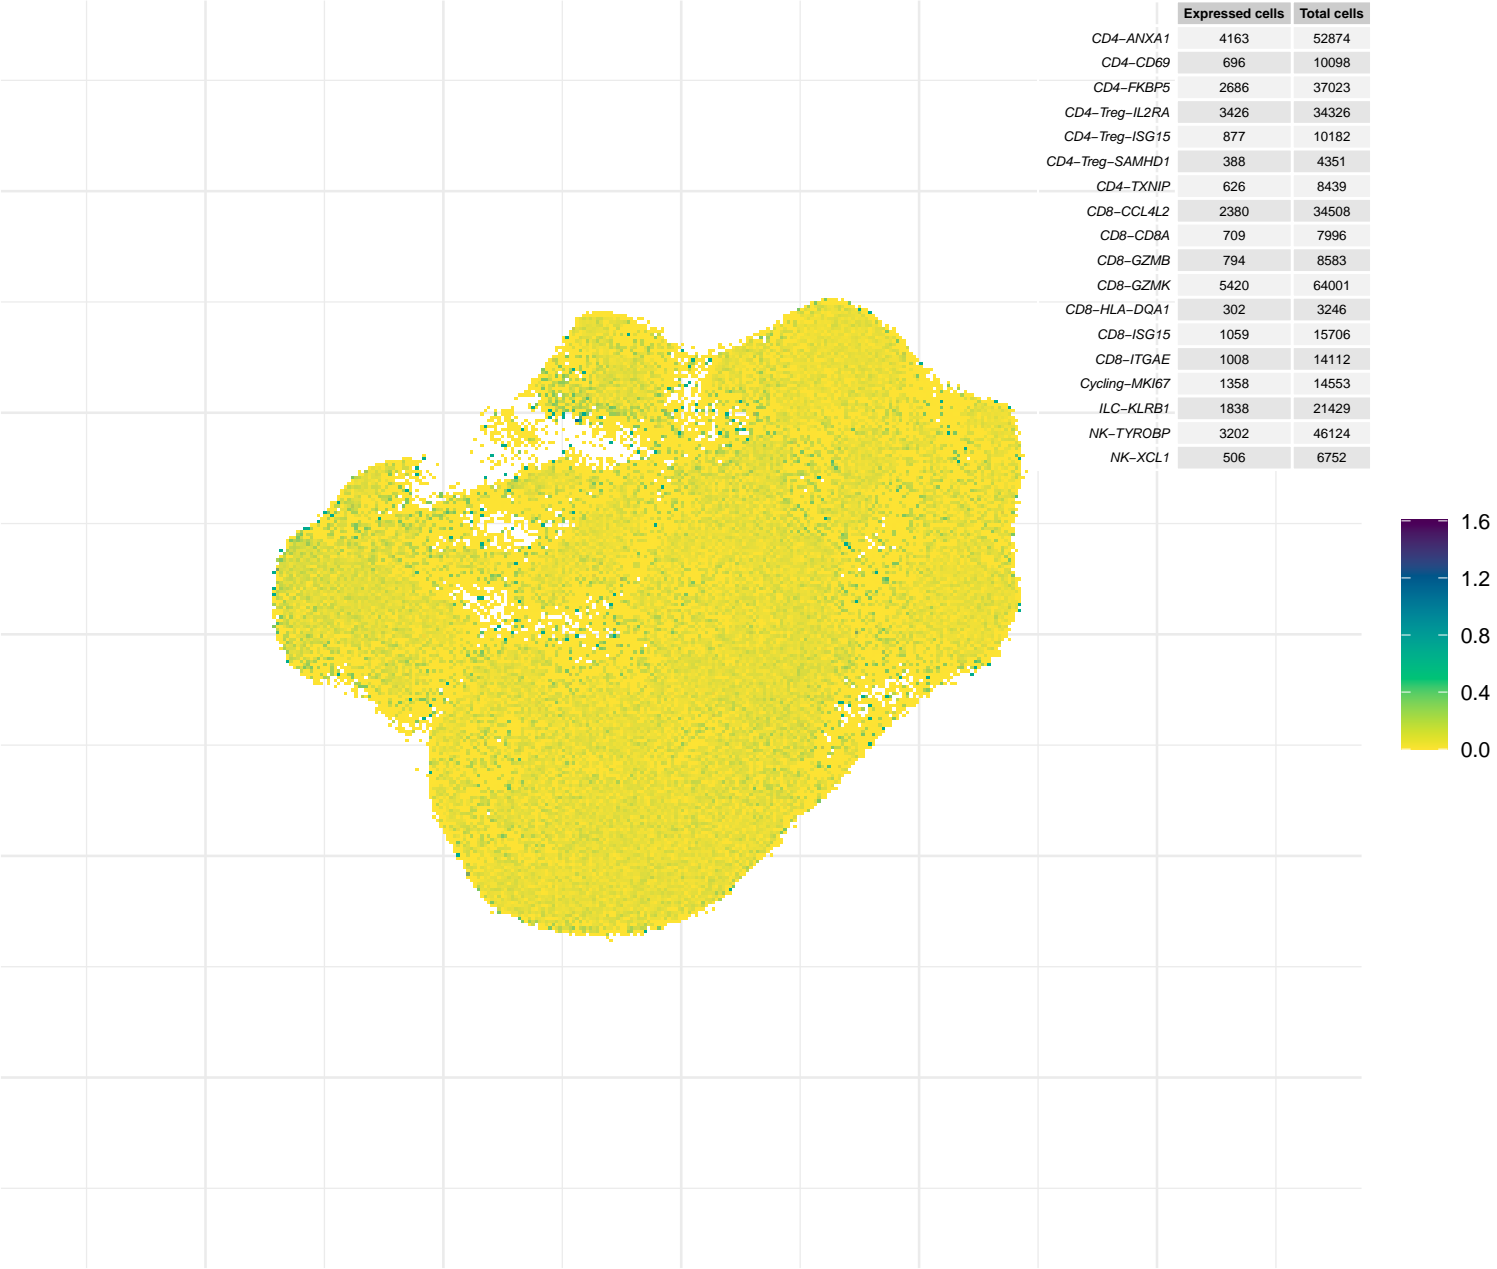 Expressed cells Total cells
CD4−ANXA1 4163 52874
CD4−CD69 696 10098
CD4−FKBP5 2686 37023
CD4−Treg−IL2RA 3426 34326
CD4−Treg−ISG15 877 10182
CD4−Treg−SAMHD1 388 4351
CD4−TXNIP 626 8439
CD8−CCL4L2 2380 34508
CD8−CD8A 709 7996
CD8−GZMB 794 8583
CD8−GZMK 5420 64001
CD8−HLA−DQA1 302 3246
CD8−ISG15 1059 15706
CD8−ITGAE 1008 14112
Cycling−MKI67 1358 14553
ILC−KLRB1 1838 21429
NK−TYROBP 3202 46124
NK−XCL1 506 6752
1.6
1.2
0.8
0.4
0.0